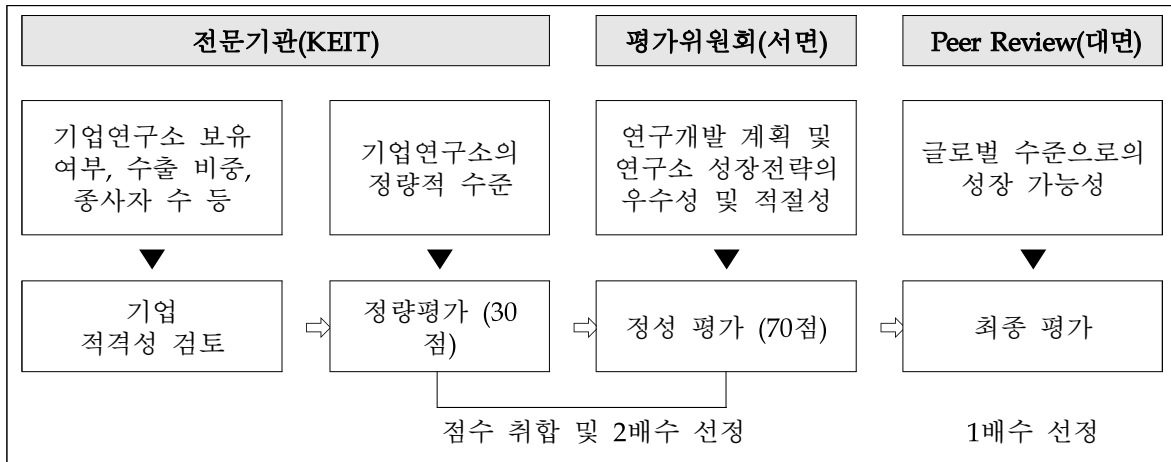 전문기관(KEIT)
평가위원회(서면)
Peer Review(대면)
기업연구소 보유
여부, 수출 비중,
종사자 수 등
기업연구소의
정량적 수준
연구개발 계획 및
연구소 성장전략의
우수성 및 적절성
글로벌 수준으로의
성장 가능성
▼
▼
▼
▼
기업
적격성 검토
⇨
정량평가 (30
점)
⇨
정성 평가 (70점)
⇨
최종 평가
점수 취합 및 2배수 선정
1배수 선정